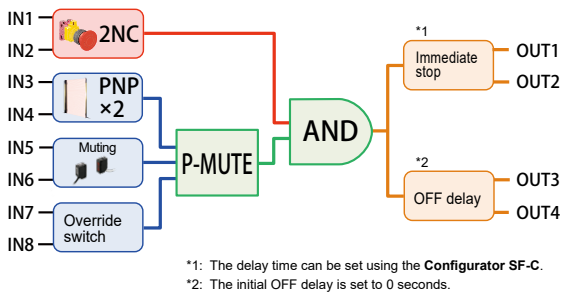 IN1
IN2
2NC
IN3
IN4
PNP
×2
IN5
IN6
Muting
IN7
IN8
Override
switch
P-MUTE
AND
*1
Immediate
stop
OUT1
OUT2
*2
OFF delay
OUT3
OUT4
*1: The delay time can be set using the Configurator SF-C.
*2: The initial OFF delay is set to 0 seconds.